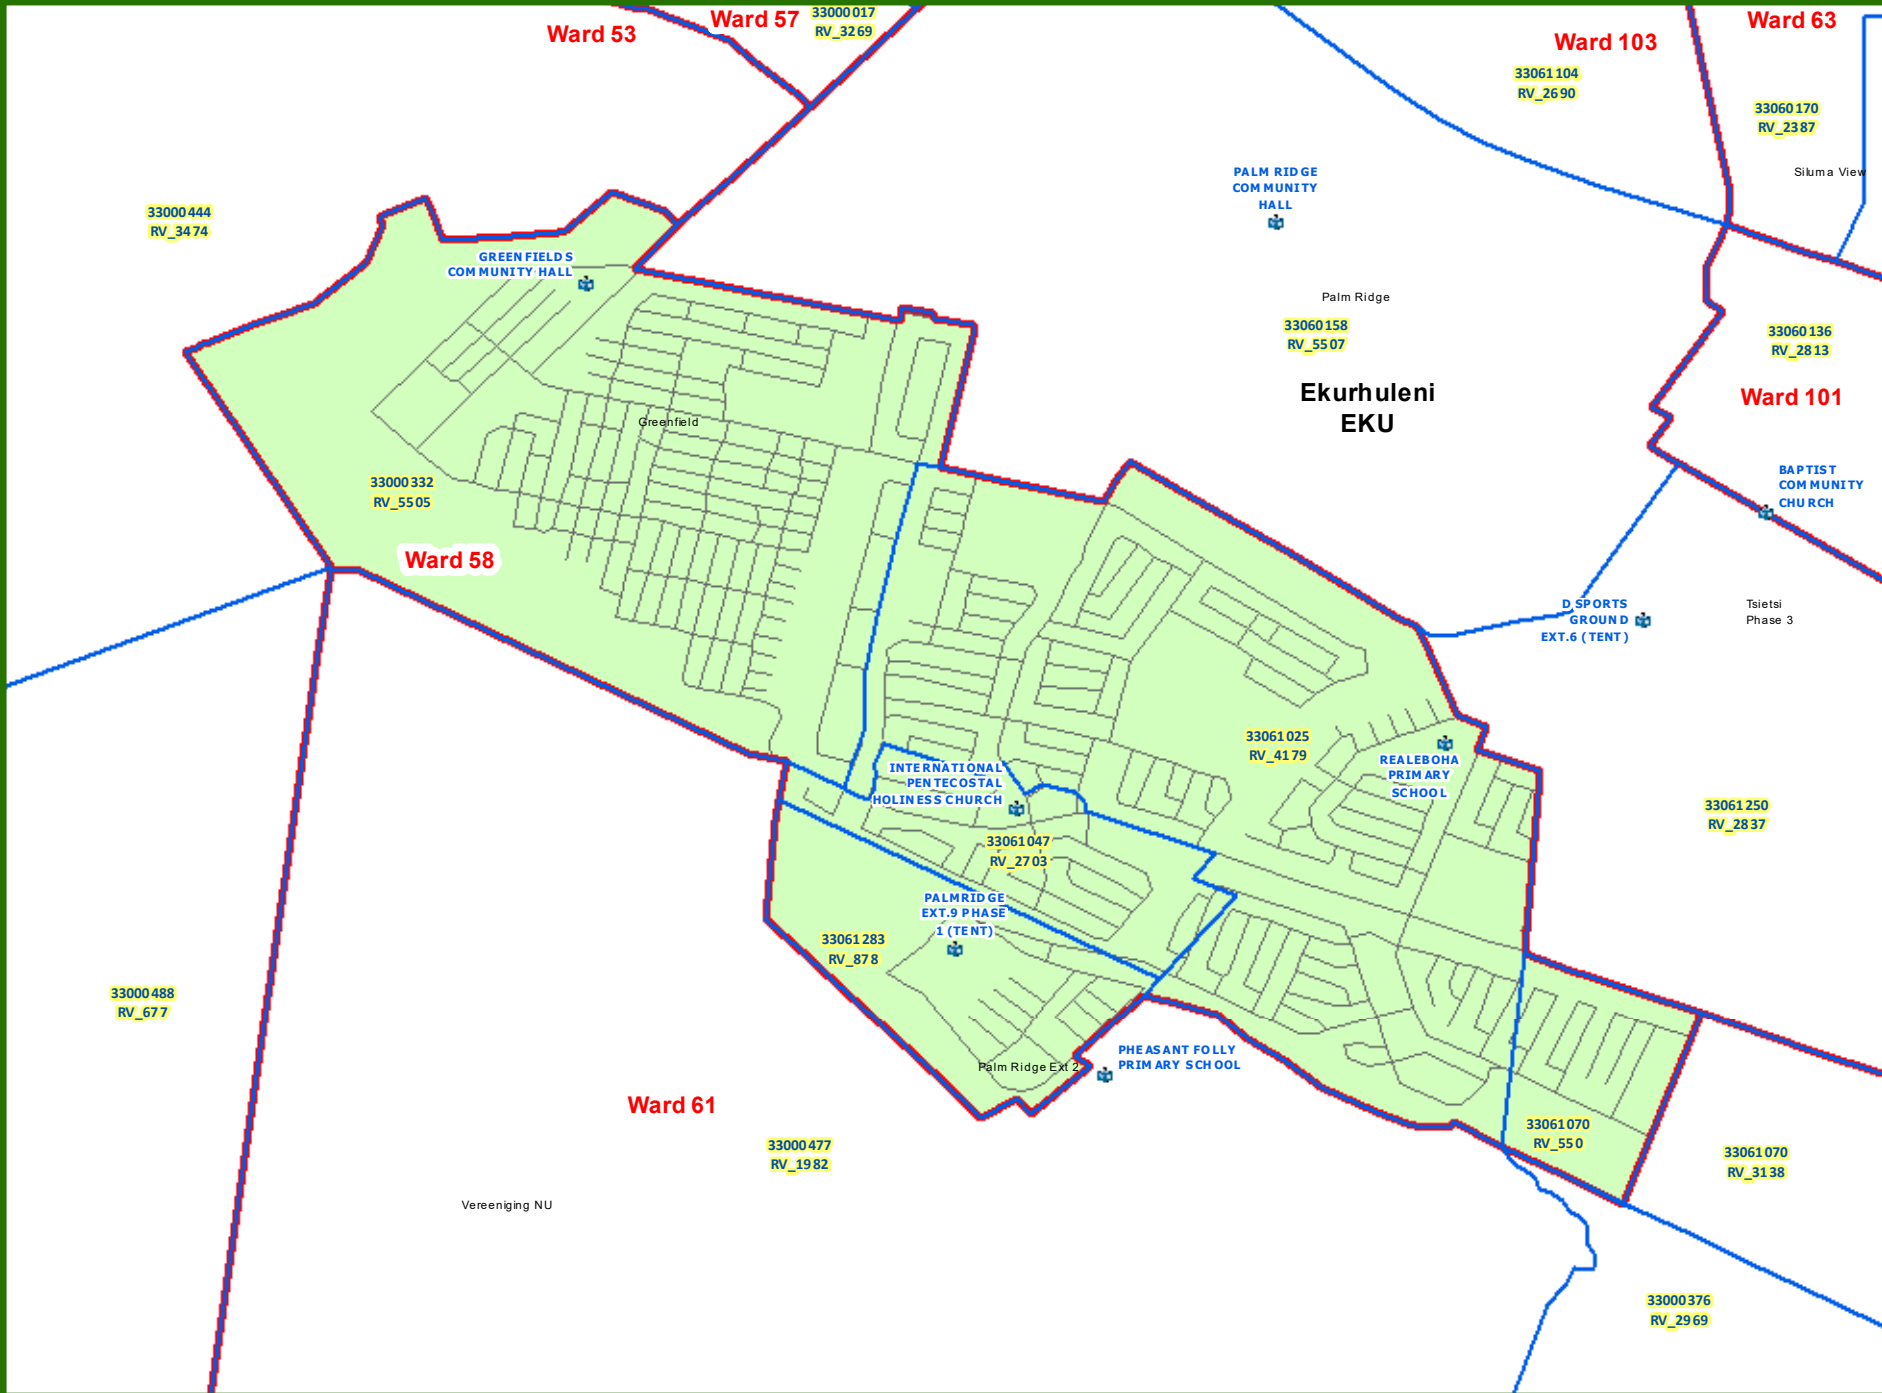 Ward 53
Ward 57
33000017
RV_3269
Ward 103
33061104
RV_2690
Ward 63
33060170
RV_2387
Siluma View
33000444
RV_3474
PALM RIDGE
COMMUNITY
HALL
GREENFIELDS
COMMUNITY HALL
Palm Ridge
33060158
RV_5507
33060136
RV_2813
Ekurhuleni
EKU
Ward 101
Greenfield
33000332
RV_5505
BAPTIST
COMMUNITY
CHURCH
Ward 58
D SPORTS
GROUND
EXT.6 (TENT)
Tsietsi
Phase 3
33061025
RV_4179
REALEBOHA
PRIMARY
SCHOOL
INTERNATIONAL
PENTECOSTAL
HOLINESS CHURCH
33061250
RV_2837
33061047
RV_2703
PALMRIDGE
EXT.9 PHASE
1 (TENT)
33061283
RV_878
33000488
RV_677
PHEASANT FOLLY
PRIMARY SCHOOL
Palm Ridge Ext 2
Ward 61
33000477
RV_1982
33061070
RV_550
33061070
RV_3138
Vereeniging NU
33000376
RV_2969